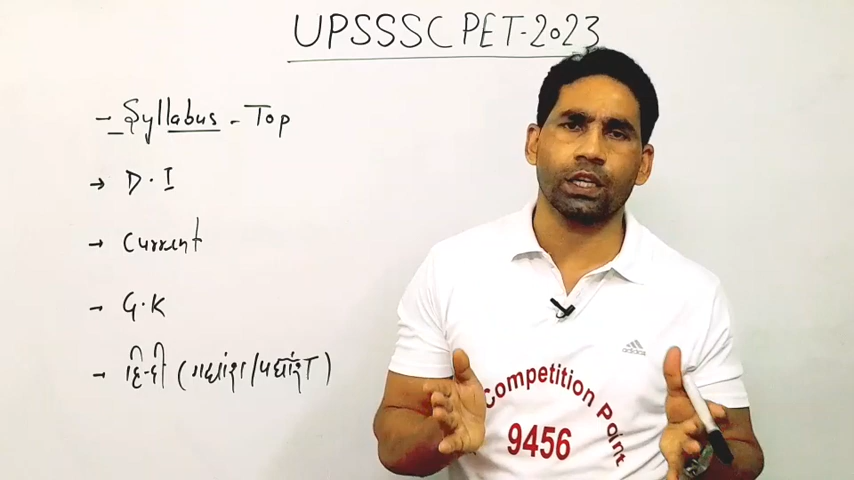 UPSSSC PET-2023
- Syllabus - Top
→ D.I
→ Current
→ G.K
→ हिन्दी (गद्यांश/पद्यांश)
adidas
Competition Point
9456